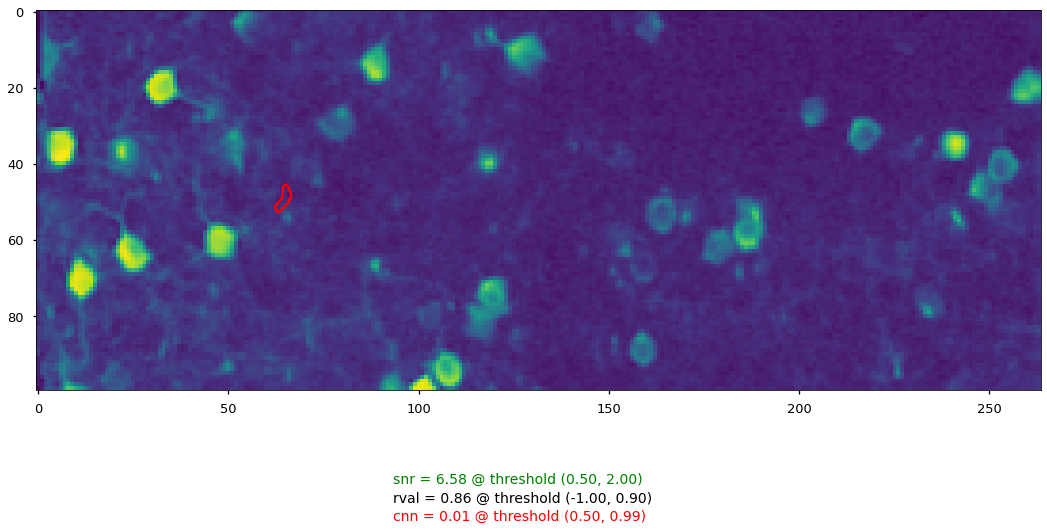 0
20
40
60
80
0 50 100 150 200 250
snr = 6.58 @ threshold (0.50, 2.00)
rval = 0.86 @ threshold (-1.00, 0.90)
cnn = 0.01 @ threshold (0.50, 0.99)